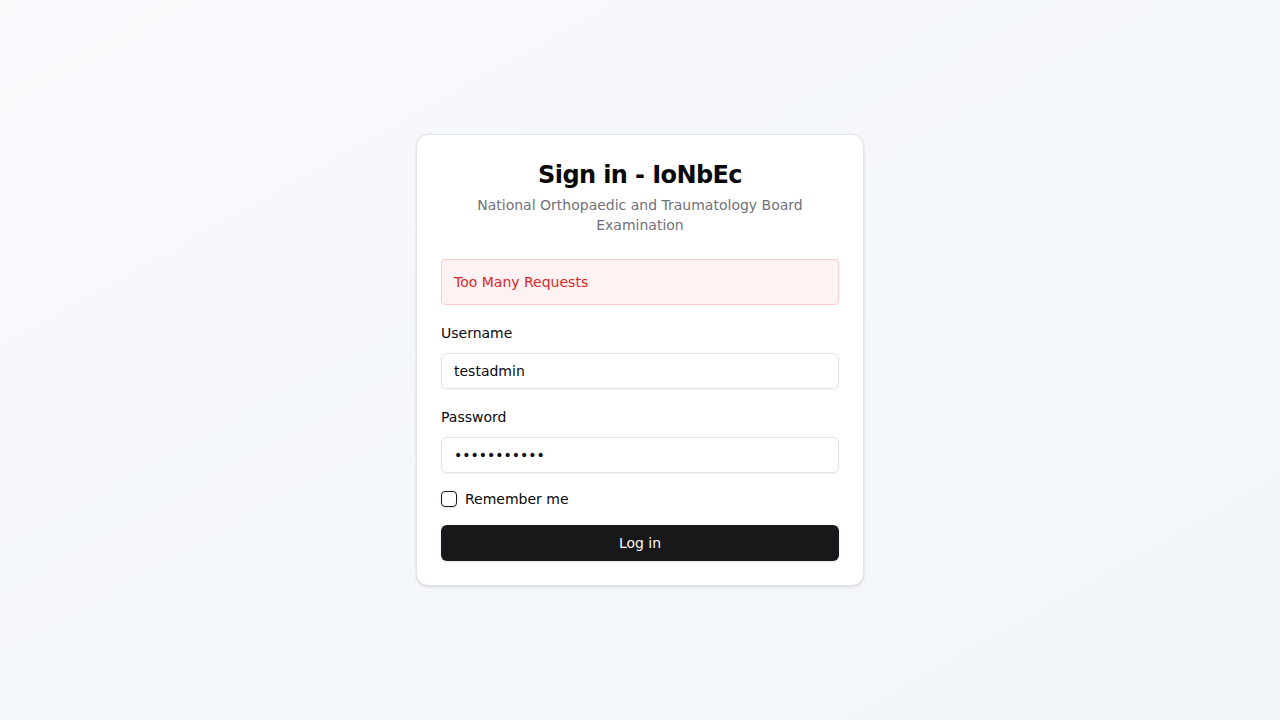 Sign in - IoNbEc
National Orthopaedic and Traumatology Board
Examination
Too Many Requests
Username
testadmin
Password
•••••••••••
Remember me
Log in